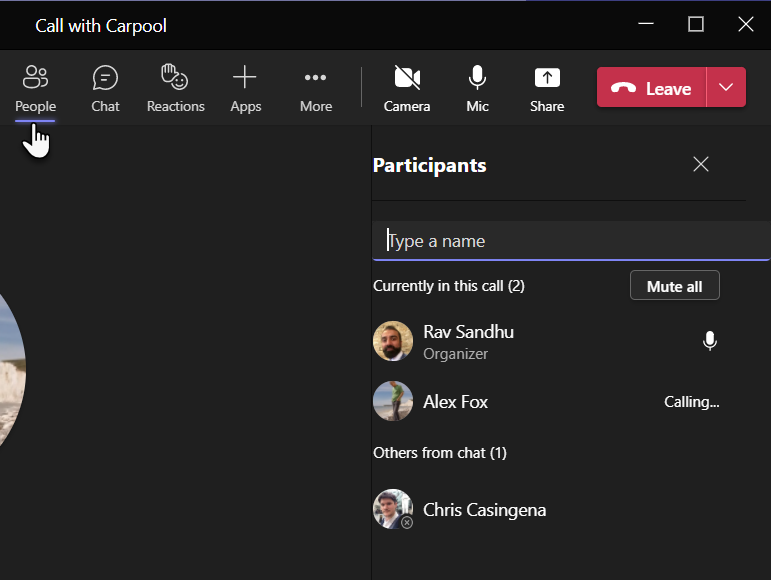 Call with Carpool
People Chat Reactions Apps More Camera Mic Share Leave
Participants
Type a name
Currently in this call (2) Mute all
Rav Sandhu
Organizer
Alex Fox Calling...
Others from chat (1)
Chris Casingena